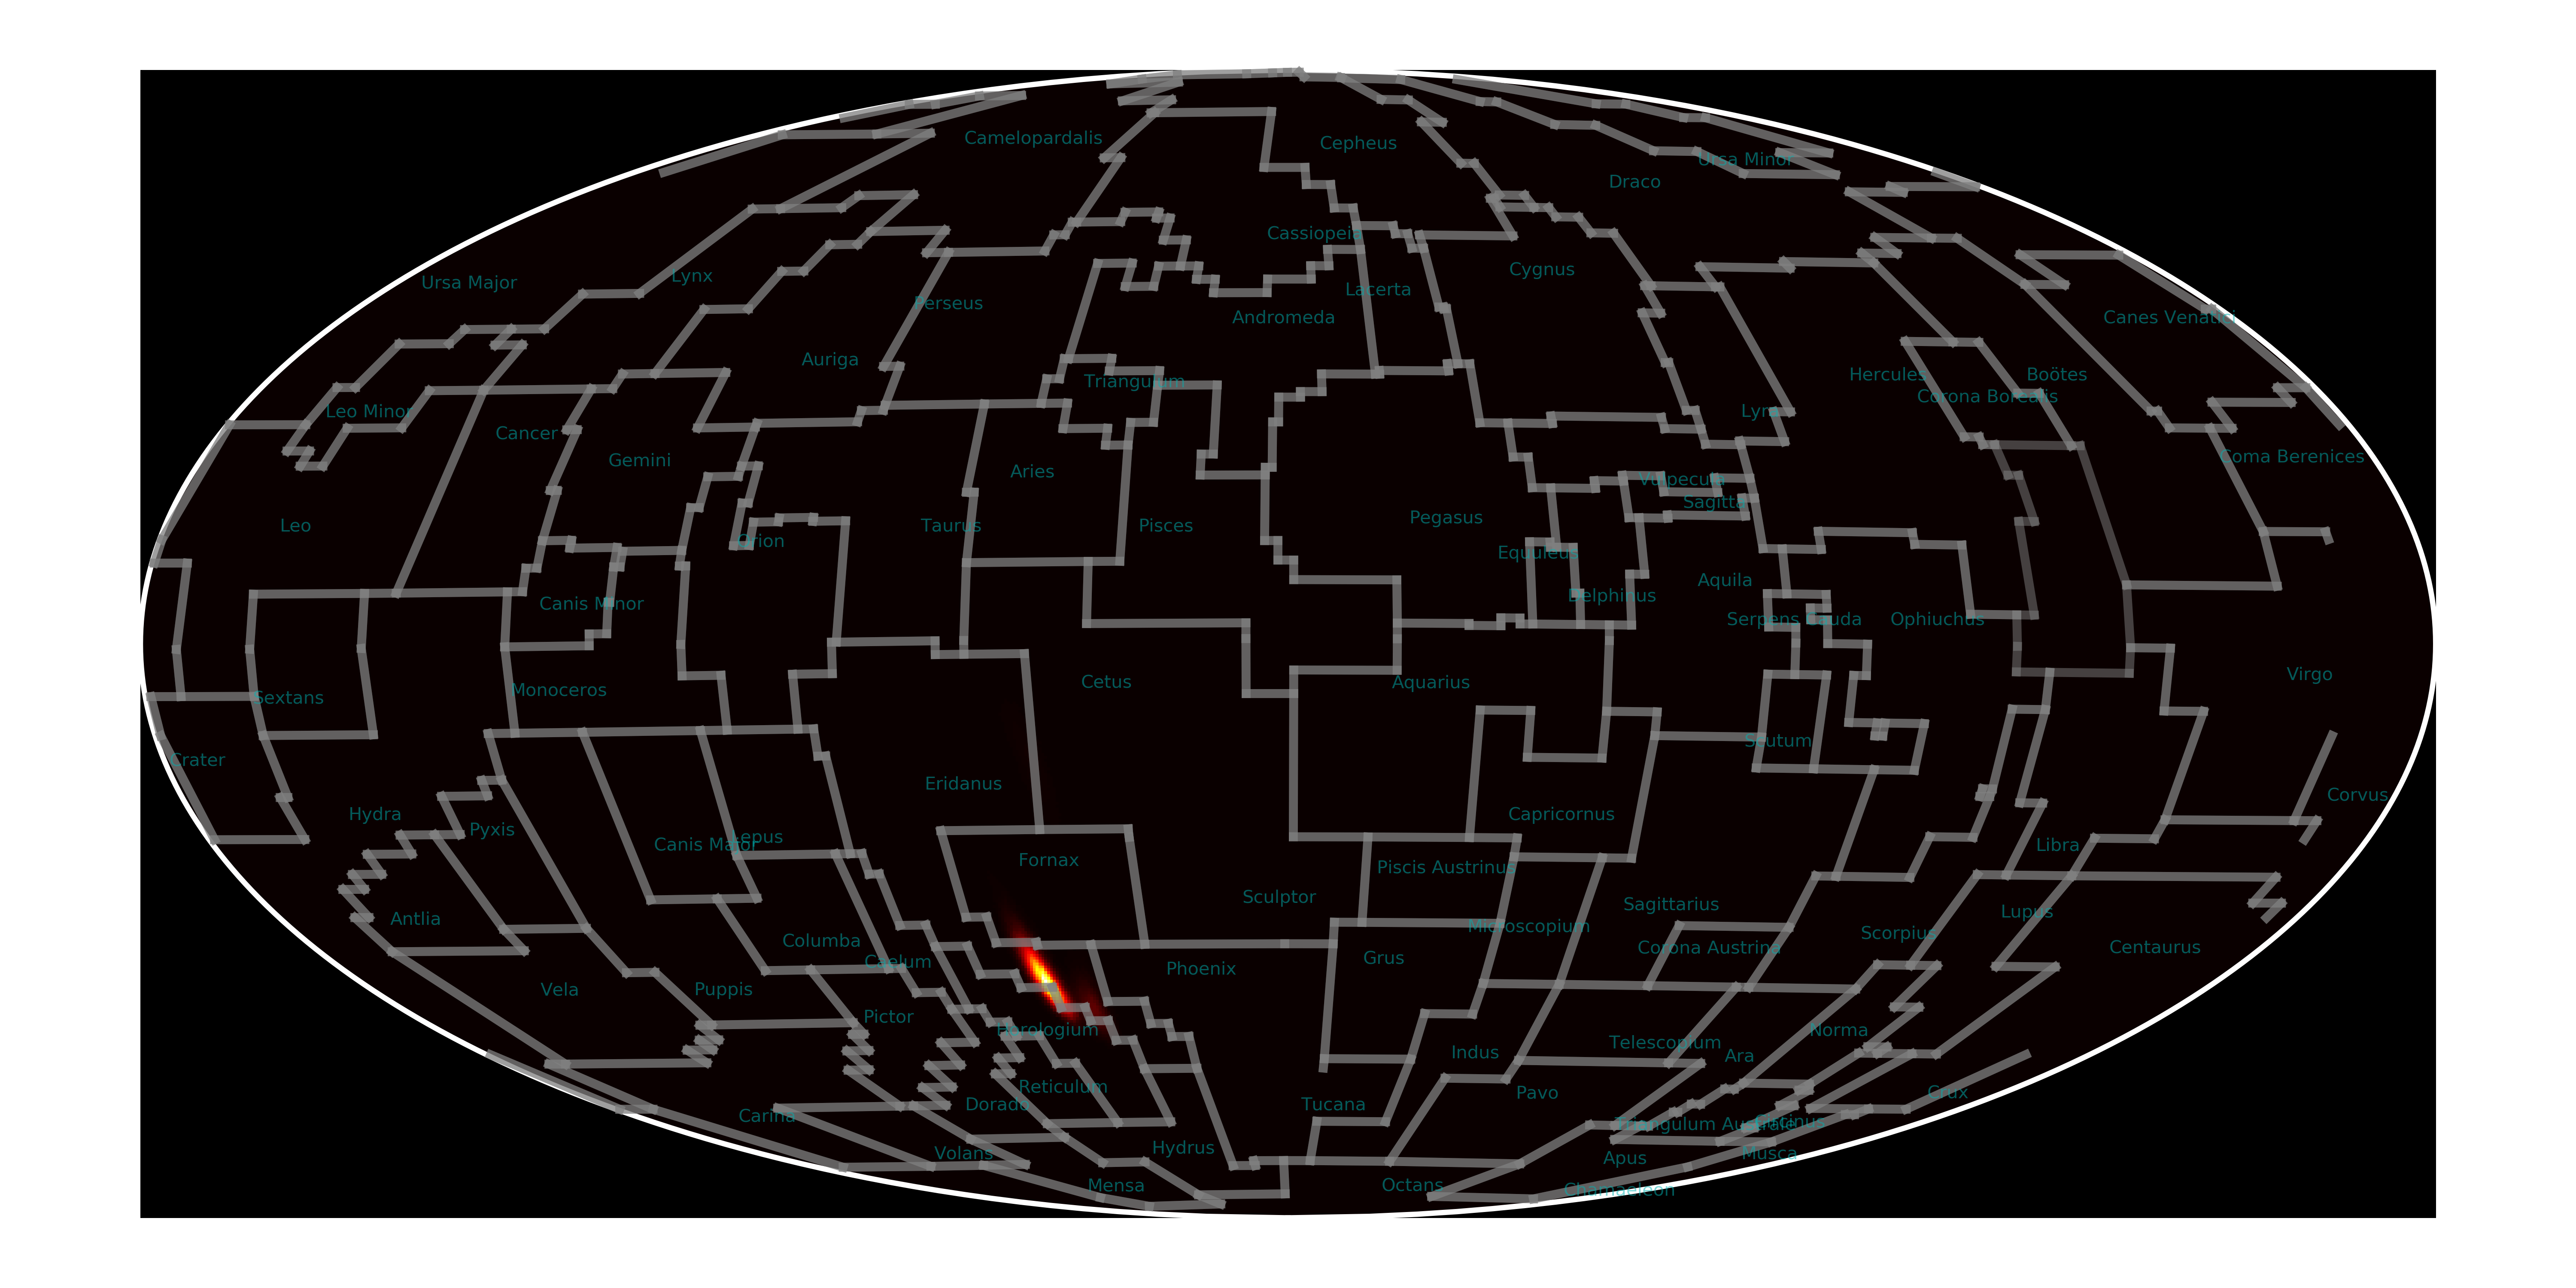 Camelopardalis
Cepheus
Ursa Minor
Draco
Cassiopeia
Cygnus
Lynx
Ursa Major
Lacerta
Perseus
Andromeda
Canes Venatici
Auriga
Hercules
Boötes
Triangulum
Corona Borealis
Leo Minor
Lyra
Cancer
Coma Berenices
Gemini
Aries
Vulpecula
Sagitta
Pegasus
Leo
Taurus
Pisces
Orion
Equuleus
Aquila
Delphinus
Canis Minor
Serpens Cauda
Ophiuchus
Virgo
Cetus
Aquarius
Monoceros
Sextans
Scutum
Crater
Eridanus
Corvus
Hydra
Capricornus
Pyxis
Lepus
Canis Major
Libra
Fornax
Piscis Austrinus
Sculptor
Sagittarius
Lupus
Antlia
Microscopium
Scorpius
Columba
Corona Austrina
Centaurus
Grus
Caelum
Phoenix
Vela
Puppis
Pictor
Horologium
Norma
Telescopium
Indus
Ara
Reticulum
Pavo
Crux
Dorado
Tucana
Carina
Circinus
Triangulum Australe
Hydrus
Volans
Musca
Apus
Mensa
Octans
Chamaeleon